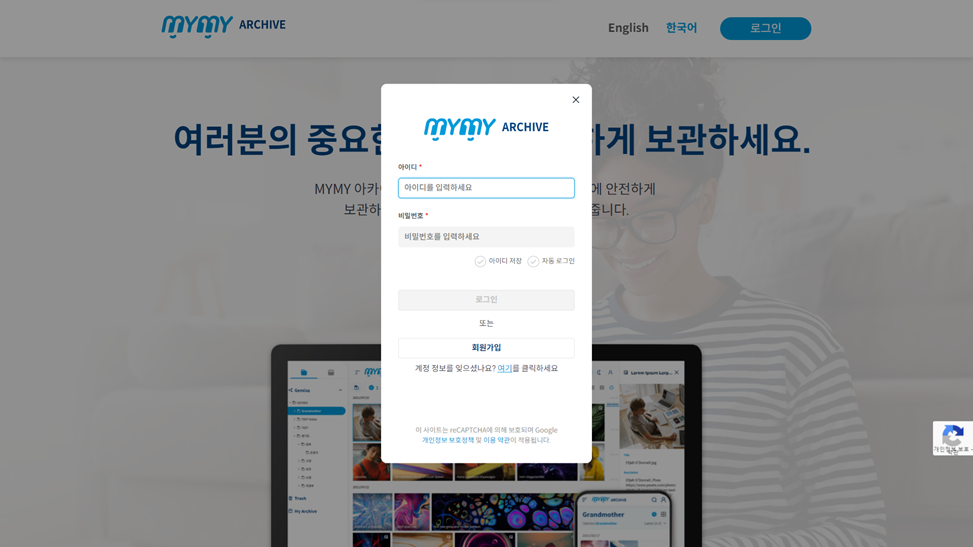 MYMY ARCHIVE
English
한국어
로그인
여러분의 중요한
하게 보관하세요.
MYMY 아카이
에 안전하게
보관하
줍니다.
MYMY ARCHIVE
아이디 *
아이디를 입력하세요
비밀번호 *
비밀번호를 입력하세요
아이디 저장
자동 로그인
로그인
또는
회원가입
계정 정보를 잊으셨나요? 여기를 클릭하세요
이 사이트는 reCAPTCHA에 의해 보호되며 Google
개인정보 보호정책 및 이용 약관이 적용됩니다.
Grandmother
Trash
My Archive
MYMY ARCHIVE
Grandmother
개인정보 보호 -